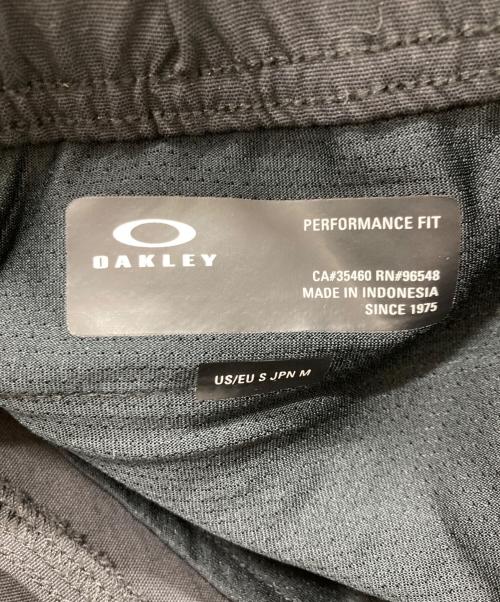 OAKLEY
PERFORMANCE FIT
CA#35460 RN#96548
MADE IN INDONESIA
SINCE 1975
US/EU S JPN M